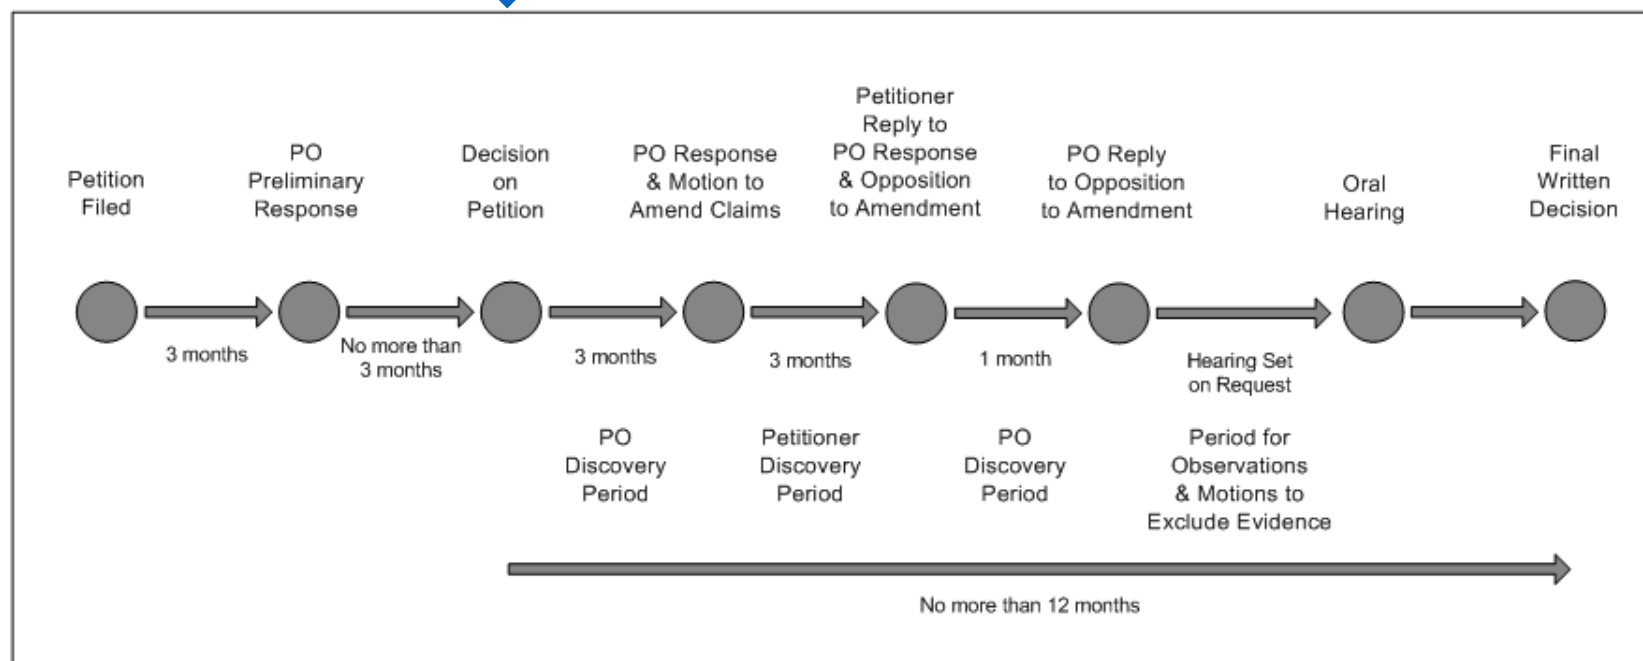 Petition
Filed
PO
Preliminary
Response
Decision
on
Petition
PO Response
& Motion to
Amend Claims
Petitioner
Reply to
PO Response
& Opposition
to Amendment
PO Reply
to Opposition
to Amendment
Oral
Hearing
Final
Written
Decision
3 months
No more than
3 months
3 months
3 months
1 month
Hearing Set
on Request
PO
Discovery
Period
Petitioner
Discovery
Period
PO
Discovery
Period
Period for
Observations
& Motions to
Exclude Evidence
No more than 12 months